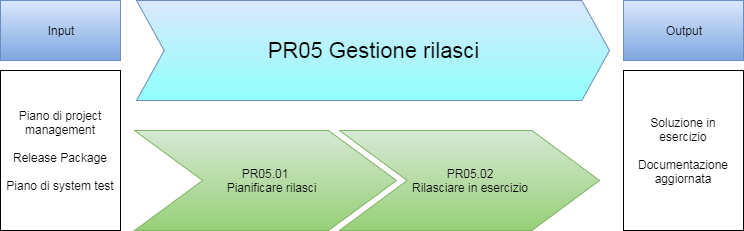 Input
PR05 Gestione rilasci
Output
Piano di project
management
Release Package
Piano di system test
PR05.01
Pianificare rilasci
PR05.02
Rilasciare in esercizio
Soluzione in
esercizio
Documentazione
aggiornata